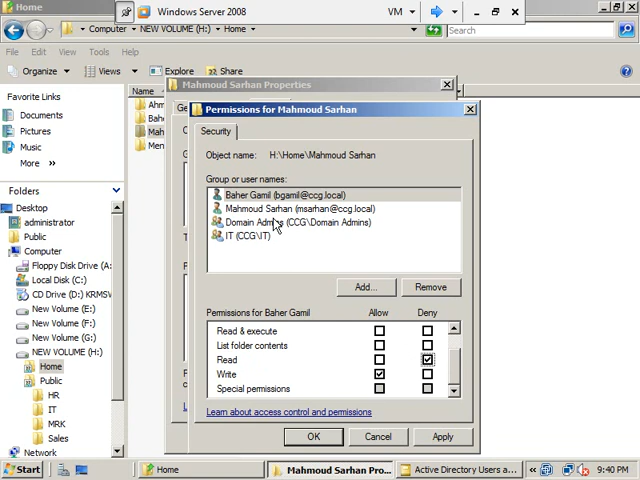 Home
Windows Server 2008
VM
Computer NEW VOLUME (H:) Home
Search
File Edit View Tools Help
Organize Views Explore Share
Favorite Links
Documents
Pictures
Music
More »
Desktop
administrator
Public
Computer
Floppy Disk Drive (A
Local Disk (C:)
CD Drive (D:) KRMSV
New Volume (E:)
New Volume (F:)
New Volume (G:)
NEW VOLUME (H:)
Home
Public
HR
IT
MRK
Sales
Network
Name
Ahm
Bahe
Mah
Men
Mahmoud Sarhan Properties
Ge
Permissions for Mahmoud Sarhan
Security
Object name: H:\Home\Mahmoud Sarhan
Group or user names:
Baher Gamil (bgamil@ccg.local)
Mahmoud Sarhan (msarhan@ccg.local)
Domain Admins (CCG\Domain Admins)
IT (CCG\IT)
Add... Remove
Permissions for Baher Gamil Allow Deny
Read & execute
List folder contents
Read
Write
Special permissions
Learn about access control and permissions
OK Cancel Apply
Start Home Mahmoud Sarhan Pro... Active Directory Users a... 9:40 PM